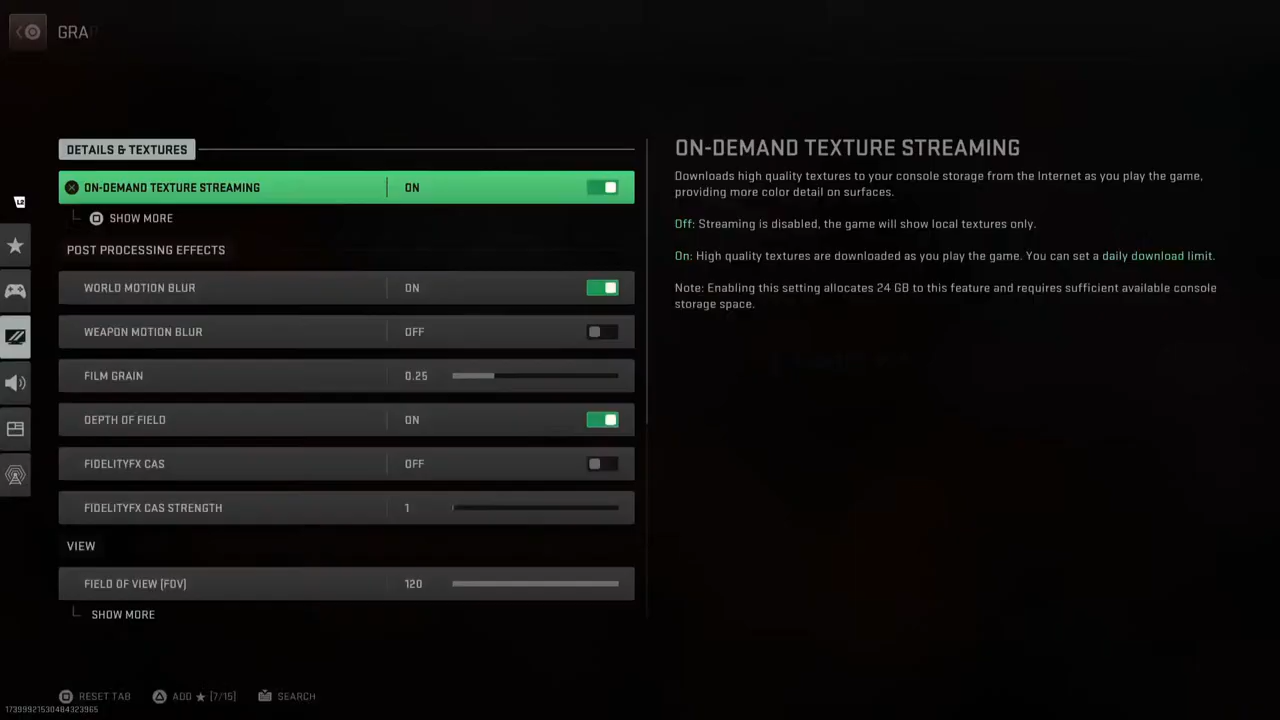 GRAP
DETAILS & TEXTURES
ON-DEMAND TEXTURE STREAMING ON
SHOW MORE
POST PROCESSING EFFECTS
WORLD MOTION BLUR ON
WEAPON MOTION BLUR OFF
FILM GRAIN 0.25
DEPTH OF FIELD ON
FIDELITYFX CAS OFF
FIDELITYFX CAS STRENGTH 1
VIEW
FIELD OF VIEW [FOV] 120
SHOW MORE
L2
ON-DEMAND TEXTURE STREAMING
Downloads high quality textures to your console storage from the Internet as you play the game,
providing more color detail on surfaces.
Off: Streaming is disabled, the game will show local textures only.
On: High quality textures are downloaded as you play the game. You can set a daily download limit.
Note: Enabling this setting allocates 24 GB to this feature and requires sufficient available console
storage space.
RESET TAB ADD ★ [7/15] SEARCH
17399921530484323965